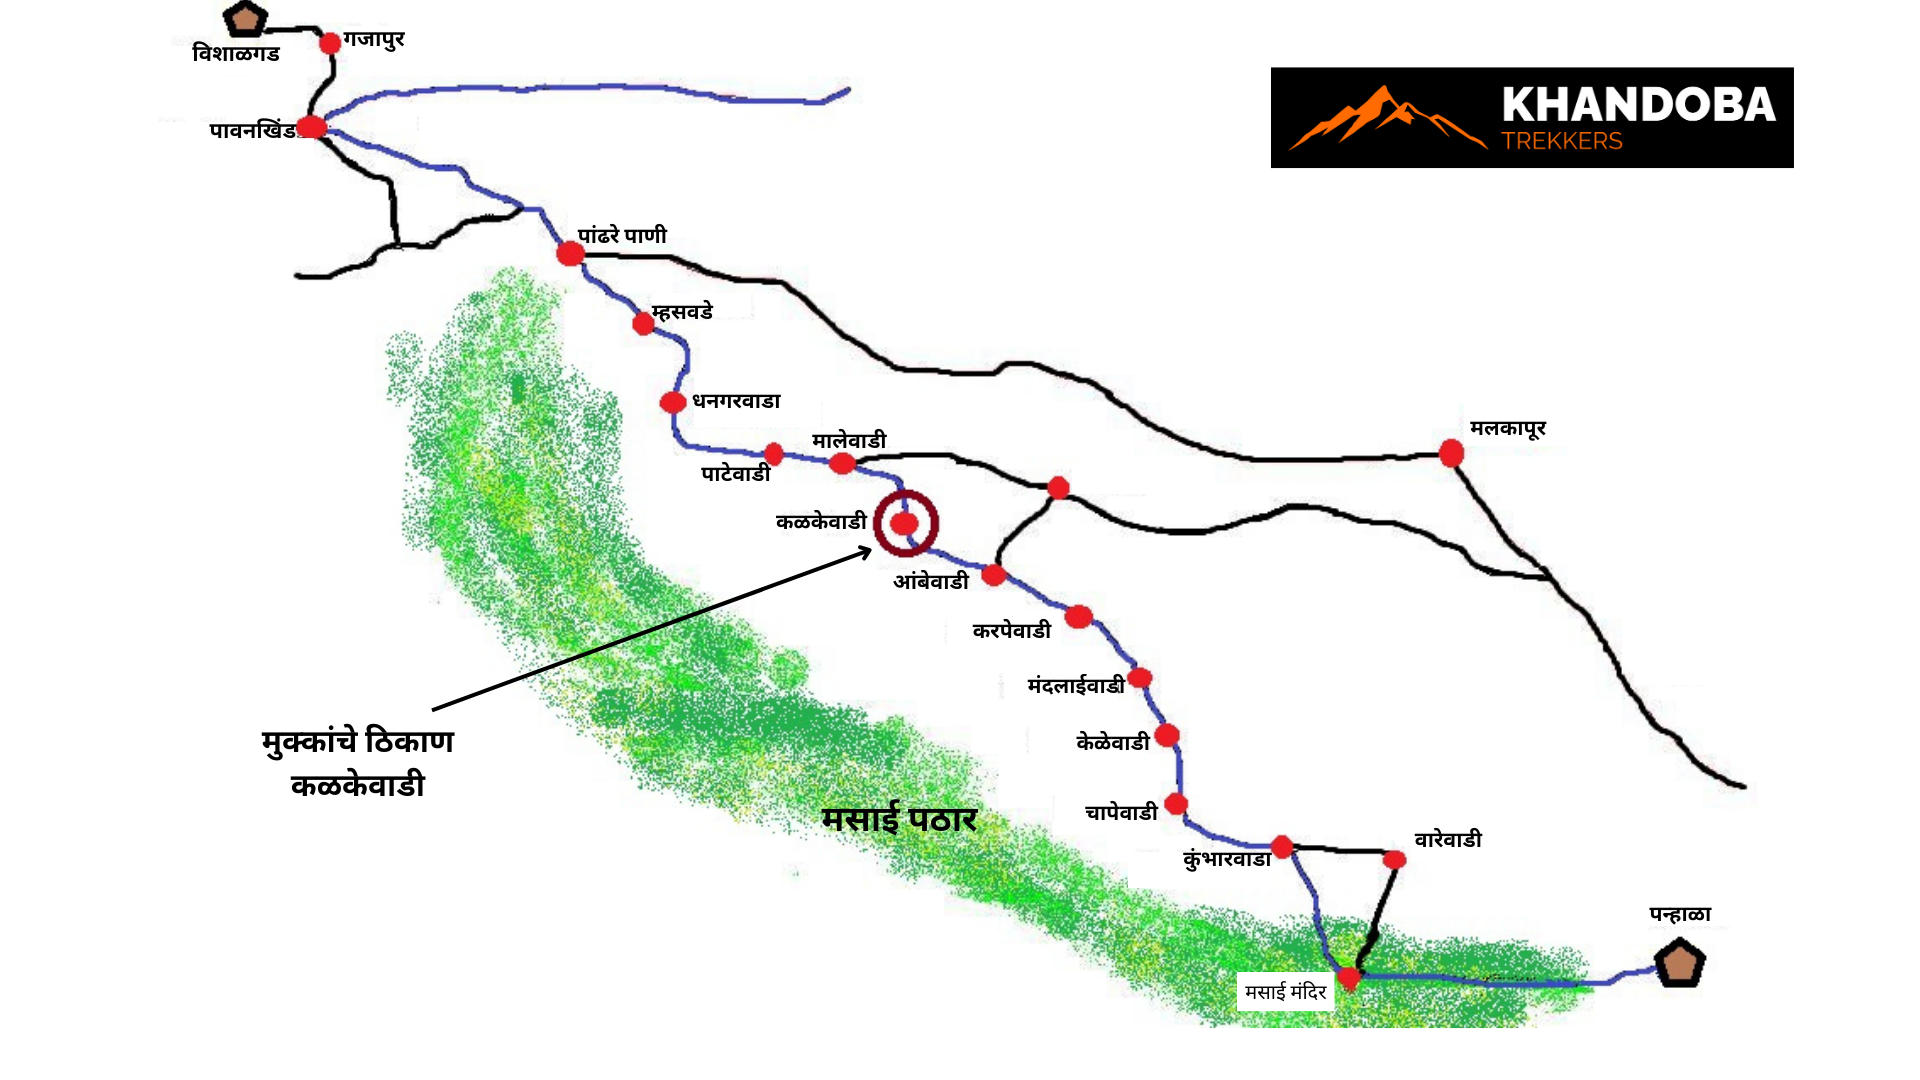 विशाळगड
गजापुर
पावनखिंड
KHANDOBA
TREKKERS
पांढरे पाणी
म्हसवडे
धनगरवाडा
मालेवाडी
पाटेवाडी
मलकापूर
कळकेवाडी
आंबेवाडी
करपेवाडी
मंदलाईवाडी
केळेवाडी
चापेवाडी
मुक्कांचे ठिकाण
कळकेवाडी
मसाई पठार
कुंभारवाडा
वारेवाडी
पन्हाळा
मसाई मंदिर